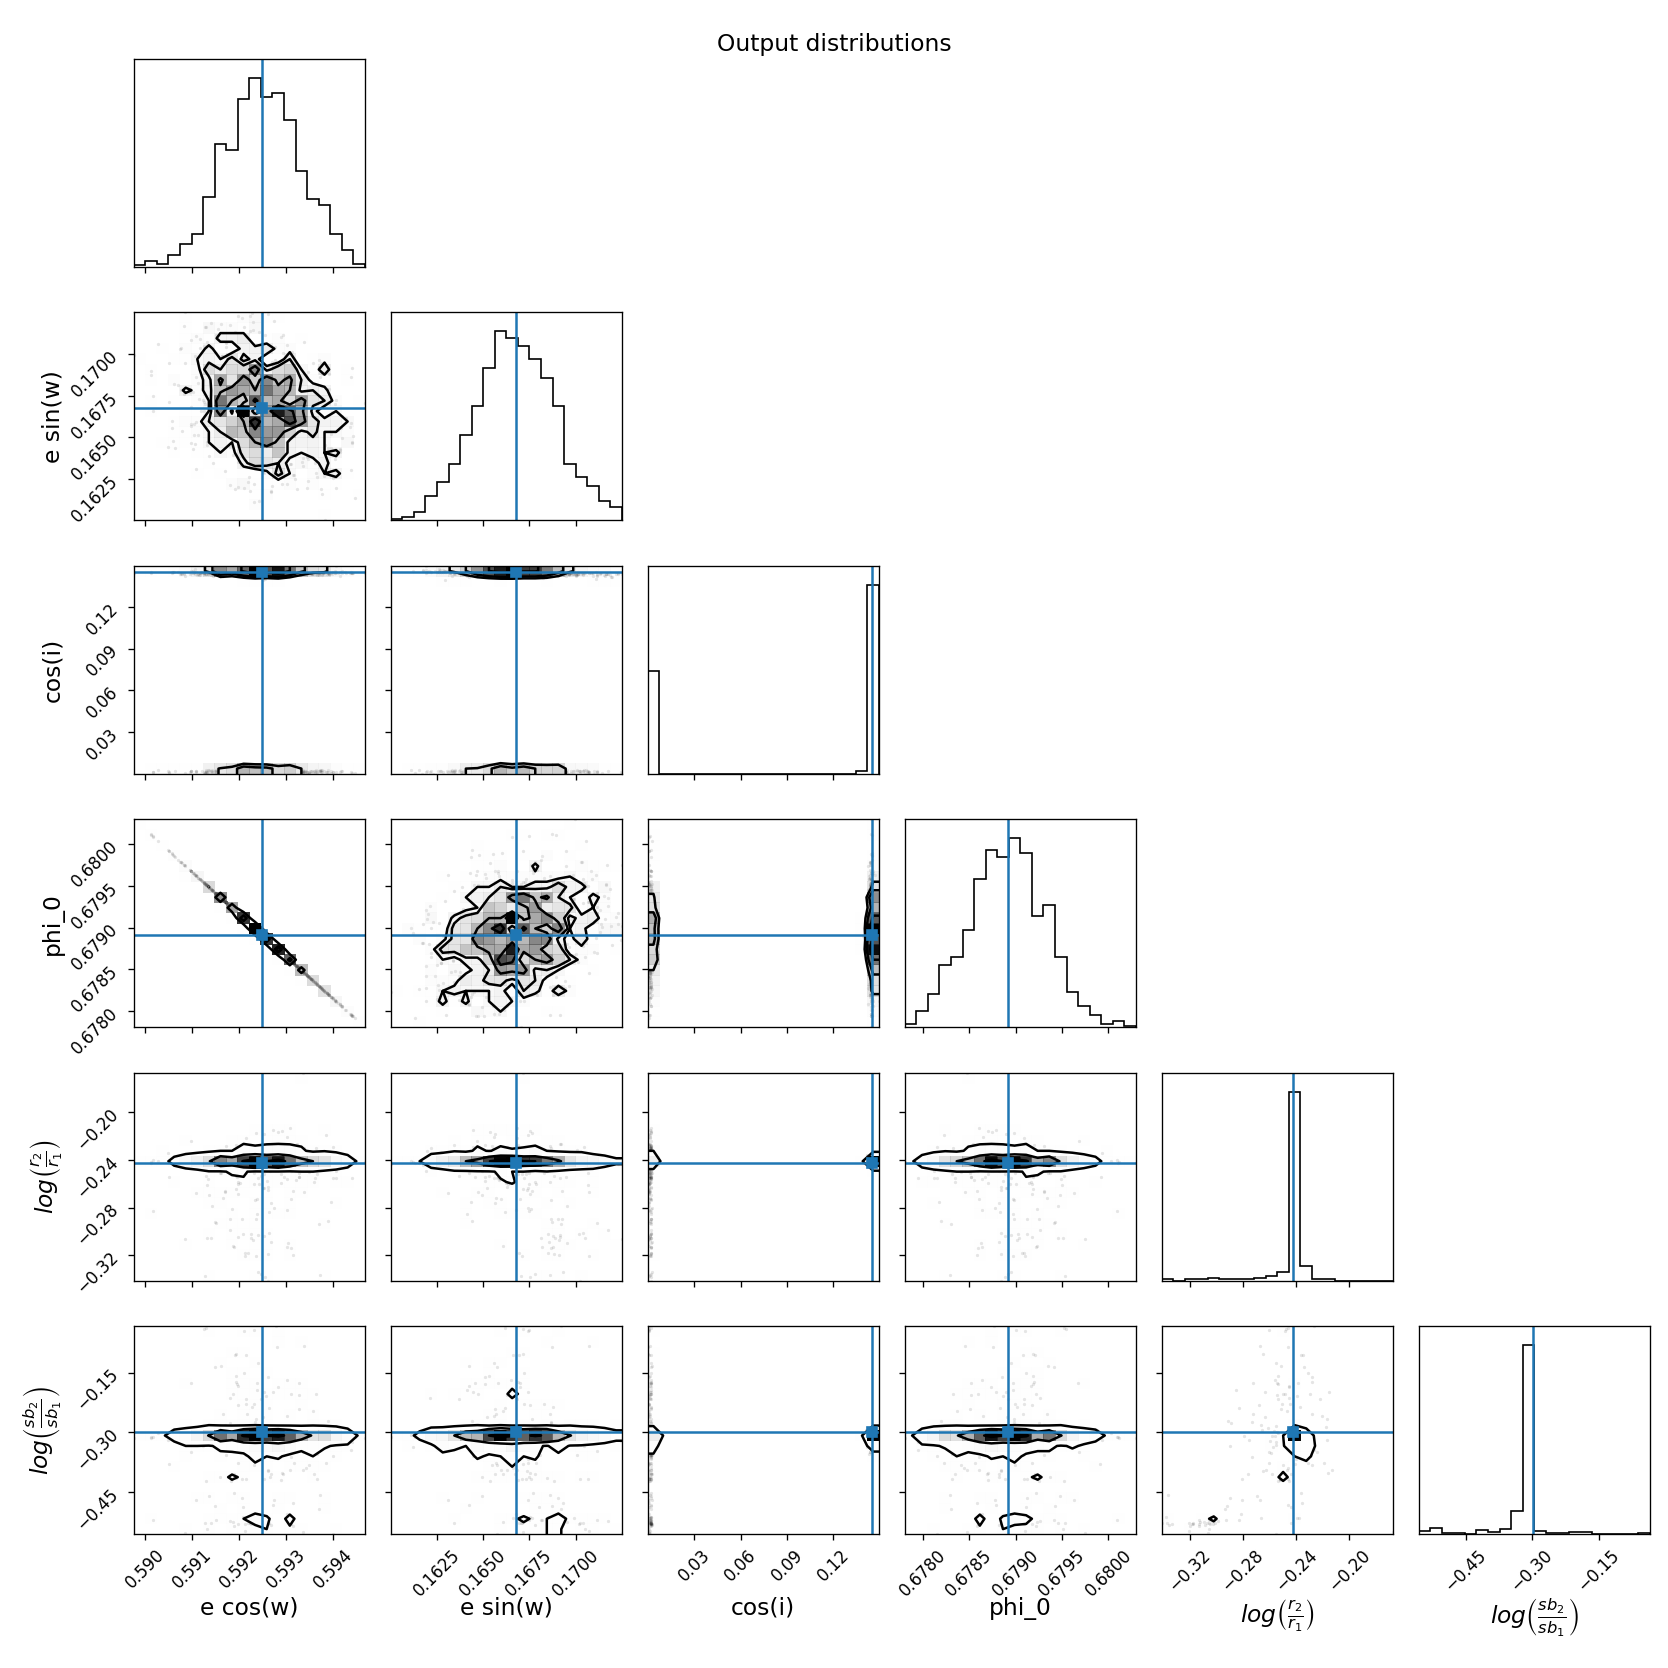 Output distributions
e sin(w)
0.1700
0.1675
0.1650
0.1625
cos(i)
0.12
0.09
0.06
0.03
phi_0
0.6800
0.6795
0.6790
0.6785
0.6780
log(r₂/r₁)
−0.20
−0.24
−0.28
−0.32
log(sb₂/sb₁)
−0.15
−0.30
−0.45
0.590 0.591 0.592 0.593 0.594
0.1625 0.1650 0.1675 0.1700
0.03 0.06 0.09 0.12
0.6780 0.6785 0.6790 0.6795 0.6800
−0.32 −0.28 −0.24 −0.20
−0.45 −0.30 −0.15
e cos(w) e sin(w) cos(i) phi_0 log(r₂/r₁) log(sb₂/sb₁)